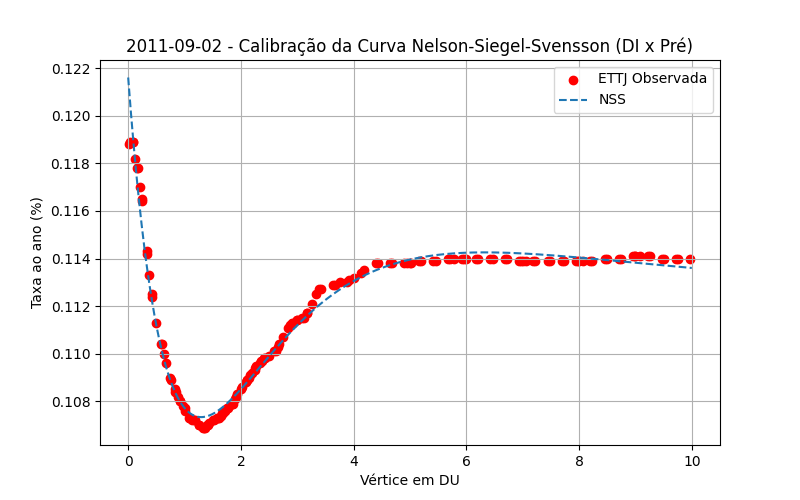 2011-09-02 - Calibração da Curva Nelson-Siegel-Svensson (DI x Pré)
ETTJ Observada
NSS
Taxa ao ano (%)
0.122
0.120
0.118
0.116
0.114
0.112
0.110
0.108
0 2 4 6 8 10
Vértice em DU